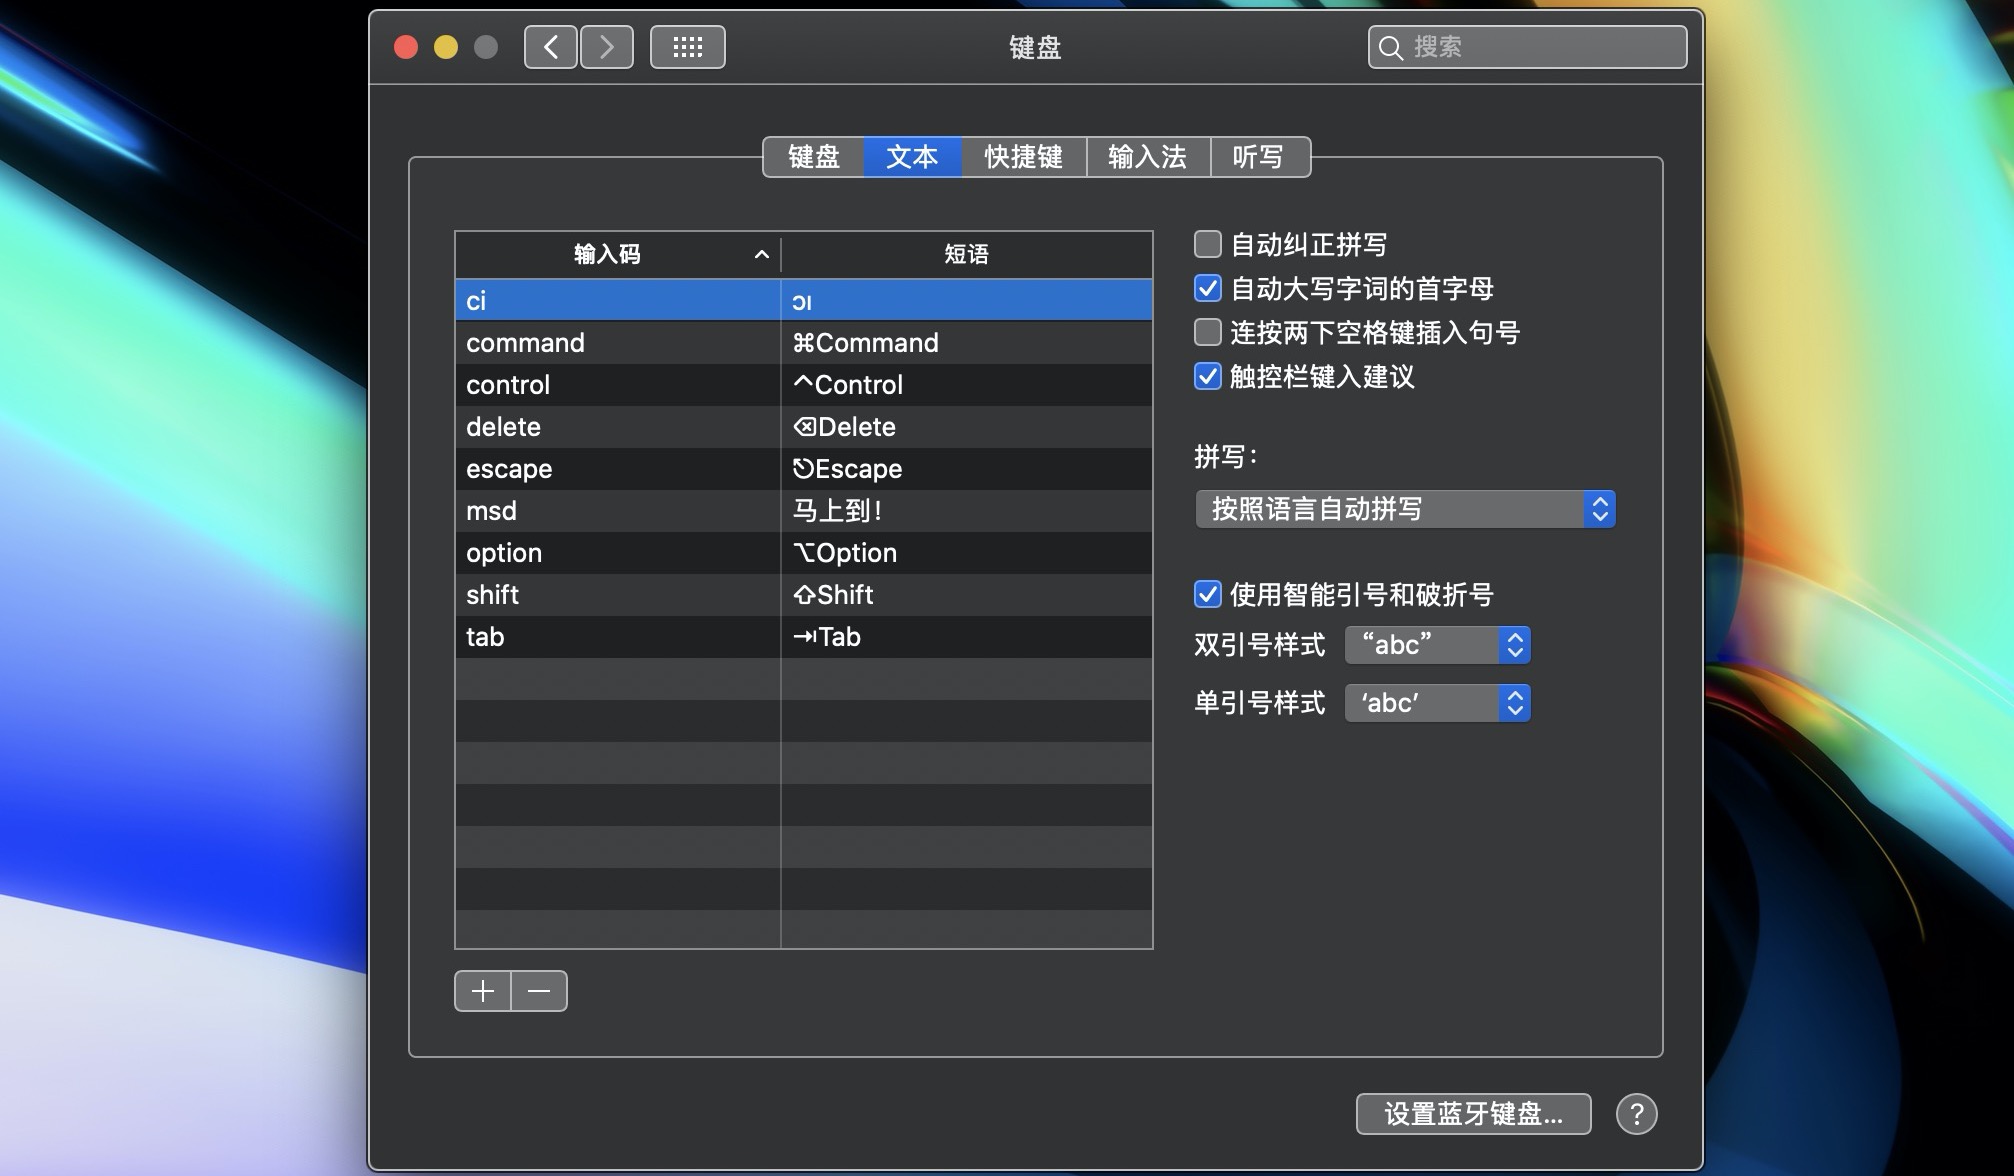 键盘
搜索
键盘 文本 快捷键 输入法 听写
输入码 短语
ci ɔı
command ⌘Command
control ^Control
delete ⌫Delete
escape ⎋Escape
msd 马上到！
option ⌥Option
shift ⇧Shift
tab ⇥Tab
自动纠正拼写
自动大写字词的首字母
连按两下空格键插入句号
触控栏键入建议
拼写：
按照语言自动拼写
使用智能引号和破折号
双引号样式 “abc”
单引号样式 ‘abc’
设置蓝牙键盘... ?